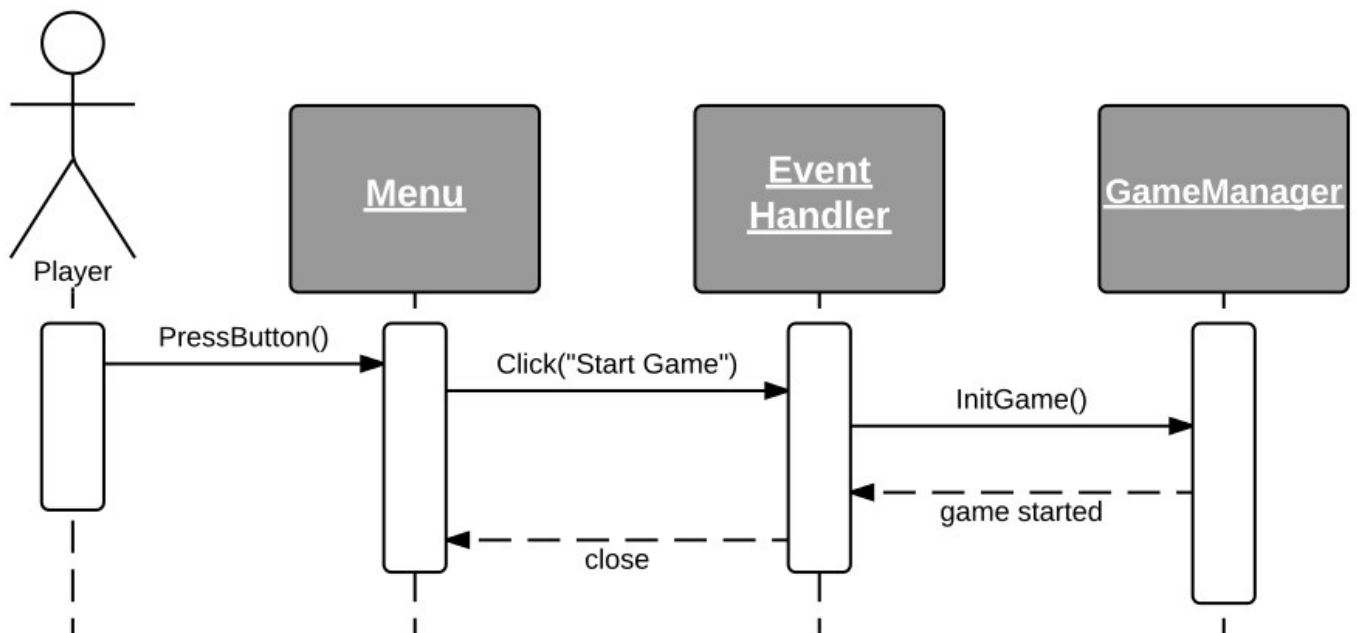 Menu
Event
Handler
GameManager
Player
PressButton()
Click("Start Game")
InitGame()
game started
close